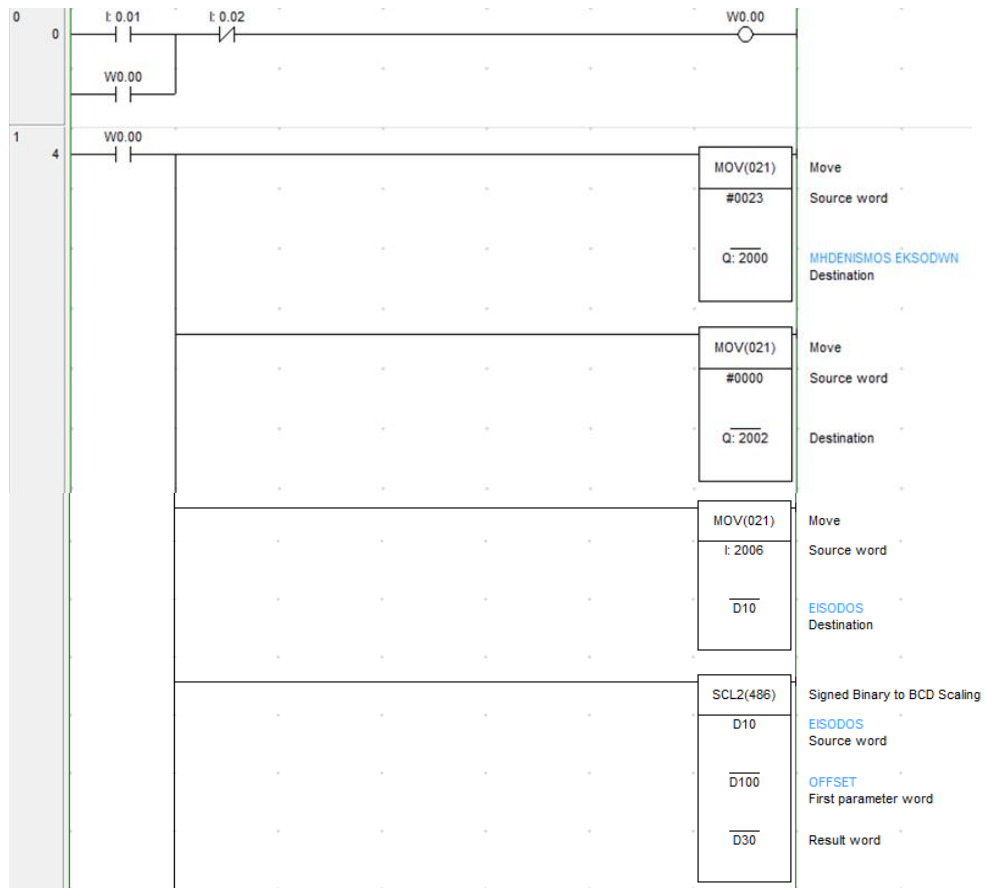 0 I: 0.01 I: 0.02 W0.00
0
W0.00
1 W0.00
4
MOV(021) Move
#0023 Source word
Q: 2000 MHDENISMOS EKSODWN
Destination
MOV(021) Move
#0000 Source word
Q: 2002 Destination
MOV(021) Move
I: 2006 Source word
D10 EISODOS
Destination
SCL2(486) Signed Binary to BCD Scaling
D10 EISODOS
Source word
D100 OFFSET
First parameter word
D30 Result word